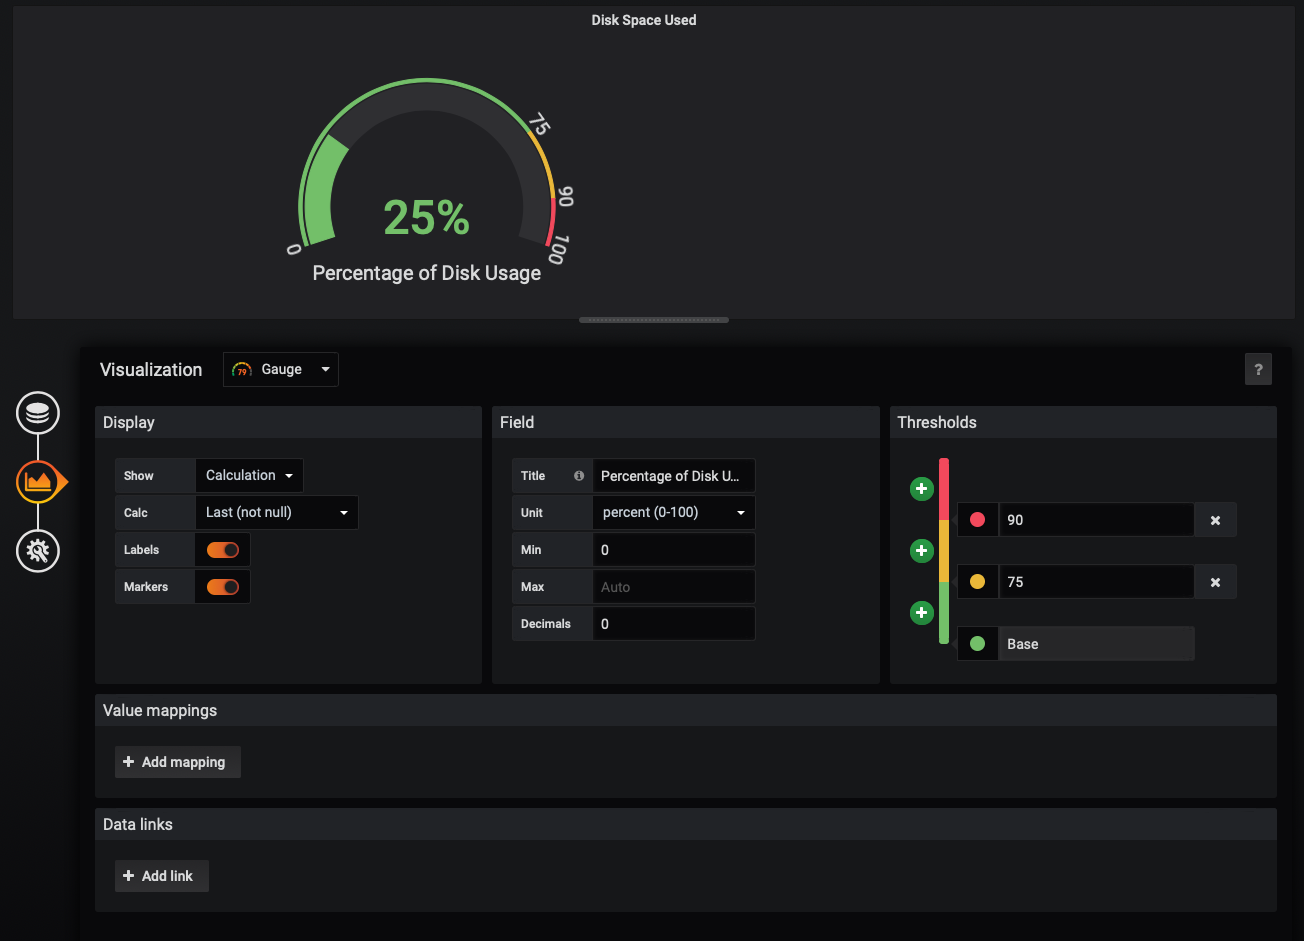 Disk Space Used
75
90
0
100
25%
Percentage of Disk Usage
Visualization
79
Gauge
?
Display
Field
Thresholds
Show Calculation
Title Percentage of Disk U...
Calc Last (not null)
Unit percent (0-100)
90
Labels
Min 0
Markers
Max Auto
75
Decimals 0
Base
Value mappings
Add mapping
Data links
Add link